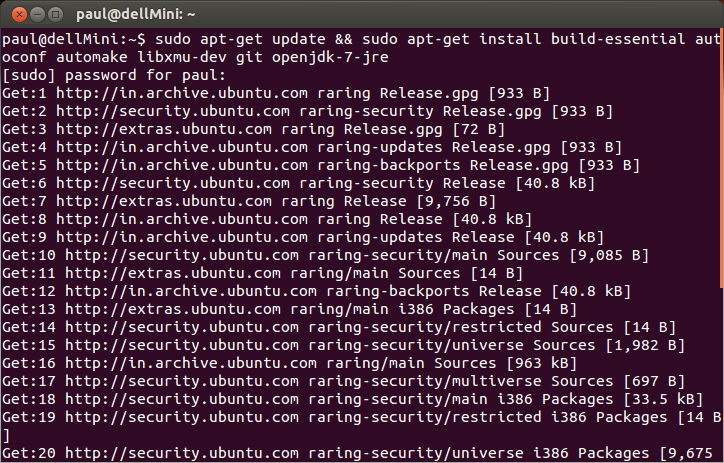 paul@dellMini: ~
paul@dellMini:~$ sudo apt-get update && sudo apt-get install build-essential aut
oconf automake libxmu-dev git openjdk-7-jre
[sudo] password for paul:
Get:1 http://in.archive.ubuntu.com raring Release.gpg [933 B]
Get:2 http://security.ubuntu.com raring-security Release.gpg [933 B]
Get:3 http://extras.ubuntu.com raring Release.gpg [72 B]
Get:4 http://in.archive.ubuntu.com raring-updates Release.gpg [933 B]
Get:5 http://in.archive.ubuntu.com raring-backports Release.gpg [933 B]
Get:6 http://security.ubuntu.com raring-security Release [40.8 kB]
Get:7 http://extras.ubuntu.com raring Release [9,756 B]
Get:8 http://in.archive.ubuntu.com raring Release [40.8 kB]
Get:9 http://in.archive.ubuntu.com raring-updates Release [40.8 kB]
Get:10 http://security.ubuntu.com raring-security/main Sources [9,085 B]
Get:11 http://extras.ubuntu.com raring/main Sources [14 B]
Get:12 http://in.archive.ubuntu.com raring-backports Release [40.8 kB]
Get:13 http://extras.ubuntu.com raring/main i386 Packages [14 B]
Get:14 http://security.ubuntu.com raring-security/restricted Sources [14 B]
Get:15 http://security.ubuntu.com raring-security/universe Sources [1,982 B]
Get:16 http://in.archive.ubuntu.com raring/main Sources [963 kB]
Get:17 http://security.ubuntu.com raring-security/multiverse Sources [697 B]
Get:18 http://security.ubuntu.com raring-security/main i386 Packages [33.5 kB]
Get:19 http://security.ubuntu.com raring-security/restricted i386 Packages [14 B
]
Get:20 http://security.ubuntu.com raring-security/universe i386 Packages [9,675